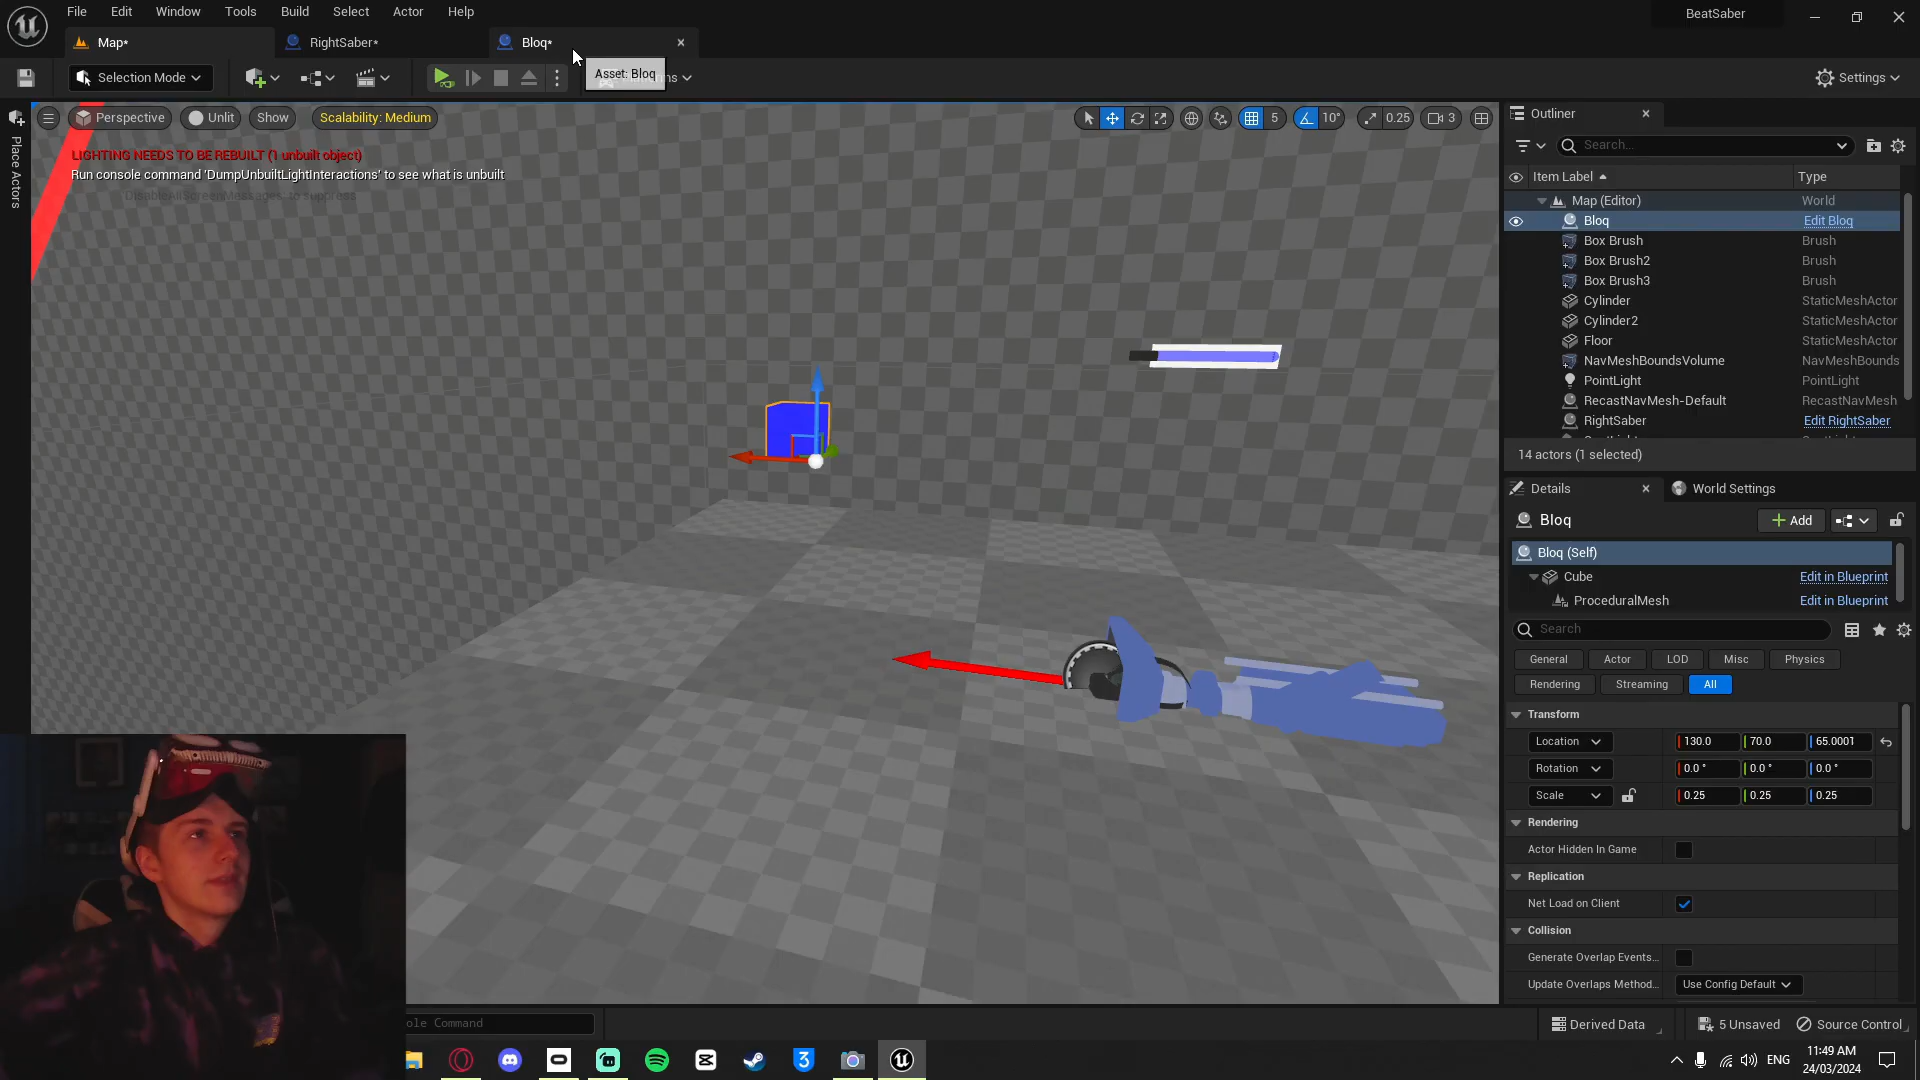 File Edit Window Tools Build Select Actor Help
BeatSaber
Map*
RightSaber*
Bloq*
Selection Mode
Asset: Bloq
Settings
Perspective
Unlit
Show
Scalability: Medium
5
10°
0.25
3
LIGHTING NEEDS TO BE REBUILT (1 unbuilt object)
Run console command 'DumpUnbuiltLightInteractions' to see what is unbuilt
'DisableAllScreenMessages' to suppress
Place Actors
Outliner
Search...
Item Label Type
Map (Editor) World
Bloq Edit Bloq
Box Brush Brush
Box Brush2 Brush
Box Brush3 Brush
Cylinder StaticMeshActor
Cylinder2 StaticMeshActor
Floor StaticMeshActor
NavMeshBoundsVolume NavMeshBounds
PointLight PointLight
RecastNavMesh-Default RecastNavMesh
RightSaber Edit RightSaber
14 actors (1 selected)
Details
World Settings
Bloq
Add
Bloq (Self)
Cube Edit in Blueprint
ProceduralMesh Edit in Blueprint
Search
General Actor LOD Misc Physics
Rendering Streaming All
Transform
Location 130.0 70.0 65.0001
Rotation 0.0 ° 0.0 ° 0.0 °
Scale 0.25 0.25 0.25
Rendering
Actor Hidden In Game
Replication
Net Load on Client
Collision
Generate Overlap Events...
Update Overlaps Method... Use Config Default
ole Command
Derived Data
5 Unsaved
Source Control
ENG
11:49 AM
24/03/2024